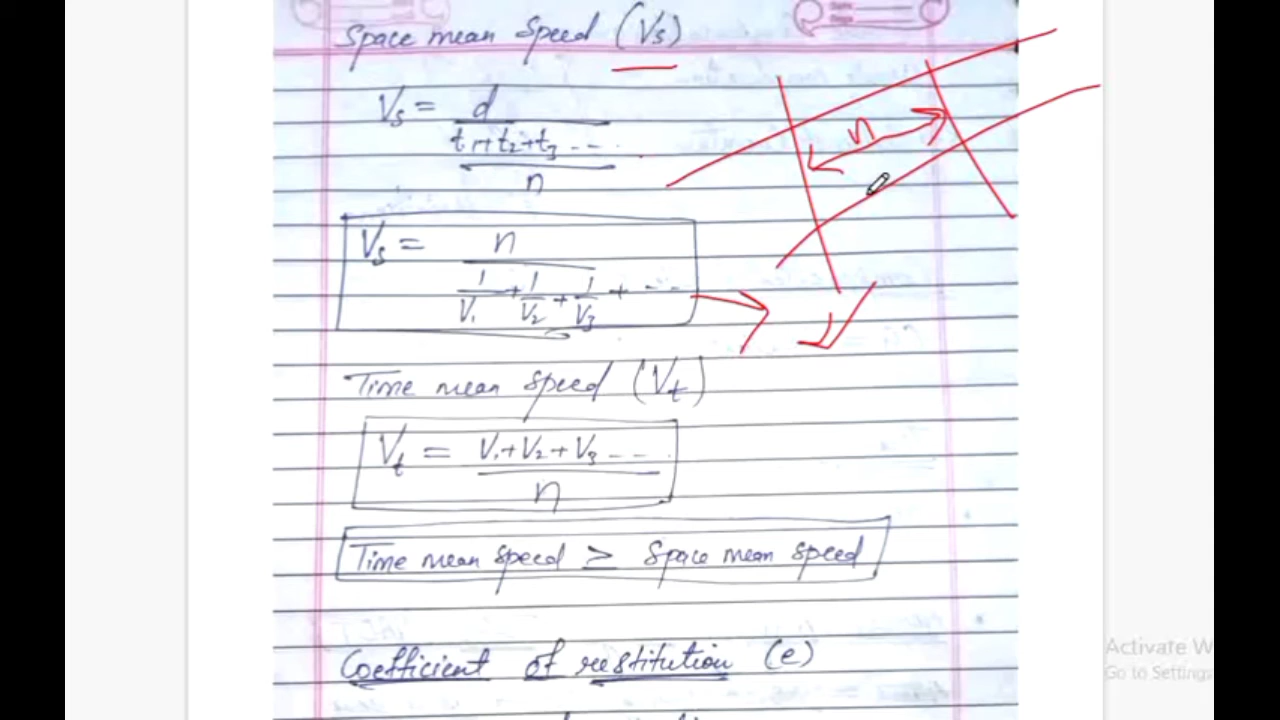 Space mean speed (Vs)
Vs = d
t1+t2+t3 ----
n
n
Vs = n
1/V1 + 1/V2 + 1/V3 + ----
Time mean speed (Vt)
Vt = V1+V2+V3 ---
n
Time mean speed ≥ Space mean speed
Coefficient of restitution (e)
Activate W
Go to Settings